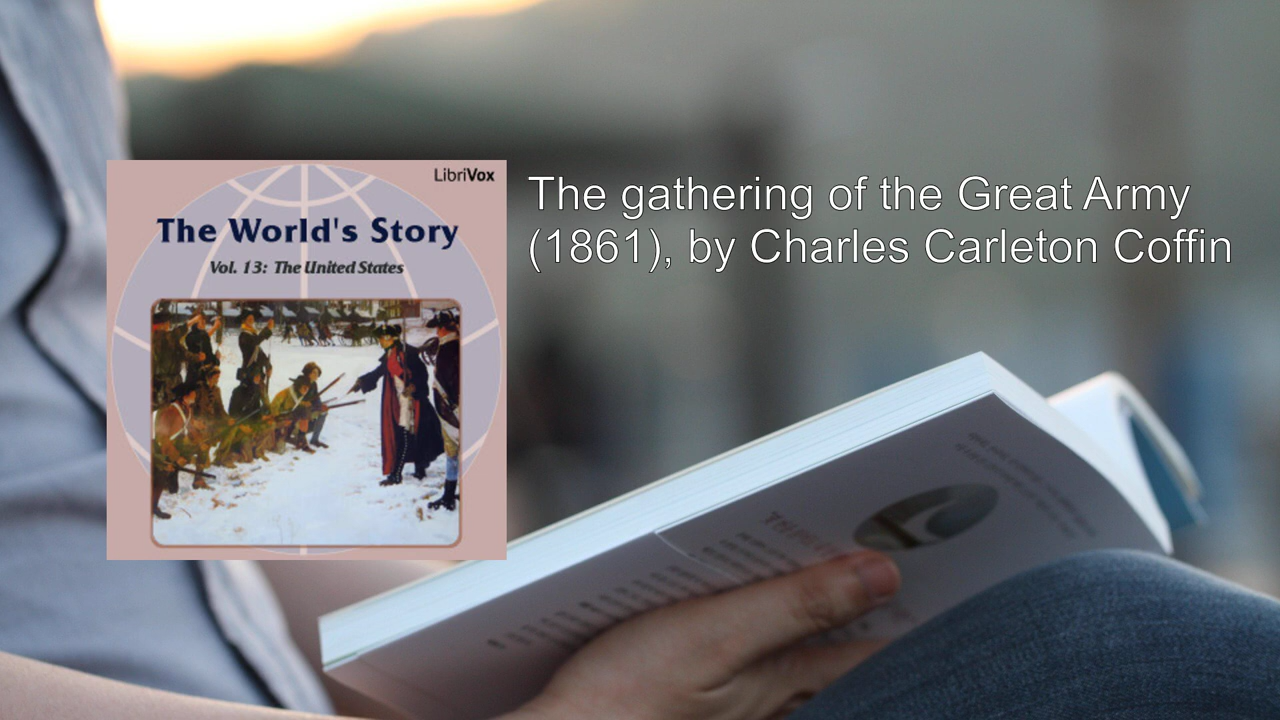 LibriVox
The World's Story
Vol. 13: The United States
The gathering of the Great Army
(1861), by Charles Carleton Coffin